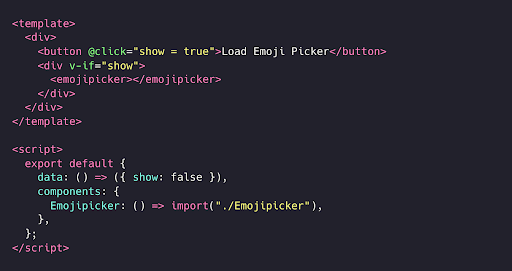 <template>
  <div>
    <button @click="show = true">Load Emoji Picker</button>
    <div v-if="show">
      <emojipicker></emojipicker>
    </div>
  </div>
</template>

<script>
  export default {
    data: () => ({ show: false }),
    components: {
      Emojipicker: () => import("./Emojipicker"),
    },
  };
</script>